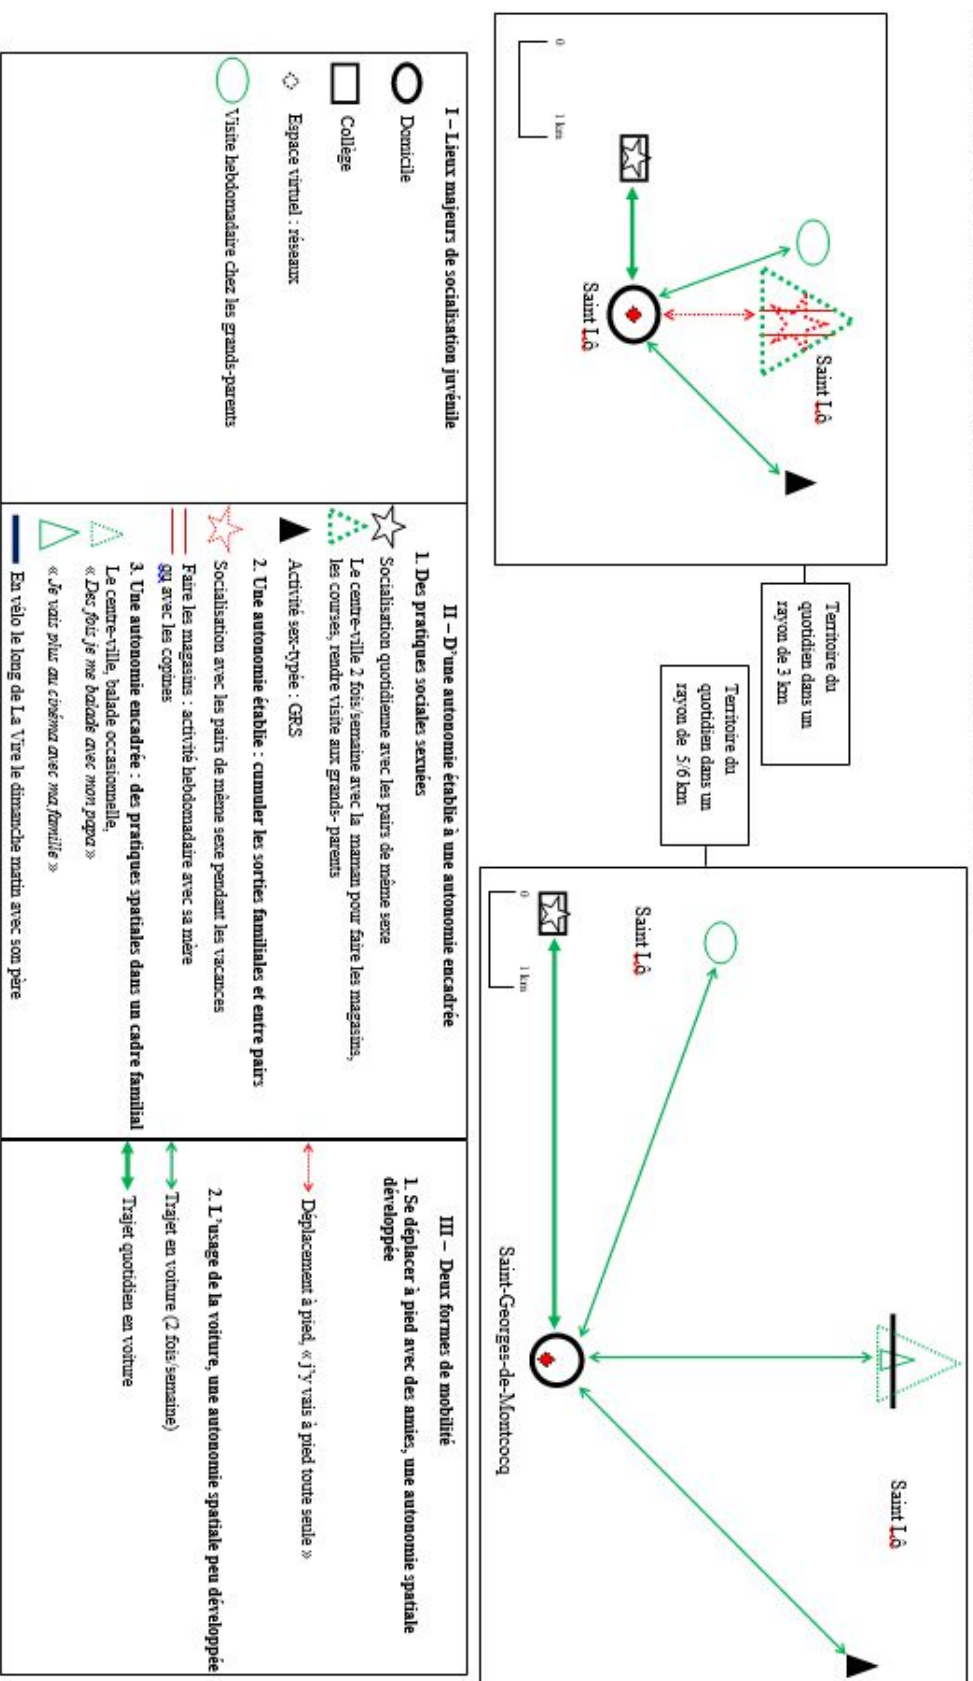 0
1 km
Saint Lô
Saint Lô
Territoire du
quotidien dans un
rayon de 3 km
Territoire du
quotidien dans un
rayon de 5/6 km
Saint Lô
0
1 km
Saint Lô
Saint-Georges-de-Montcocq
I – Lieux majeurs de socialisation juvénile
Domicile
Collège
Espace virtuel : réseaux
Visite hebdomadaire chez les grands-parents
II – D'une autonomie établie à une autonomie encadrée
1. Des pratiques sociales sexuées
Socialisation quotidienne avec les pairs de même sexe
Le centre-ville 2 fois/semaine avec la maman pour faire les magasins,
les courses, rendre visite aux grands- parents
Activité sex-typée : GRS
2. Une autonomie établie : cumuler les sorties familiales et entre pairs
Socialisation avec les pairs de même sexe pendant les vacances
Faire les magasins : activité hebdomadaire avec sa mère
ou avec les copines
3. Une autonomie encadrée : des pratiques spatiales dans un cadre familial
Le centre-ville, balade occasionnelle,
« Des fois je me balade avec mon papa »
« Je vais plus au cinéma avec ma famille »
En vélo le long de La Vire le dimanche matin avec son père
III – Deux formes de mobilité
1. Se déplacer à pied avec des amies, une autonomie spatiale
développée
Déplacement à pied, « j'y vais à pied toute seule »
2. L'usage de la voiture, une autonomie spatiale peu développée
Trajet en voiture (2 fois/semaine)
Trajet quotidien en voiture